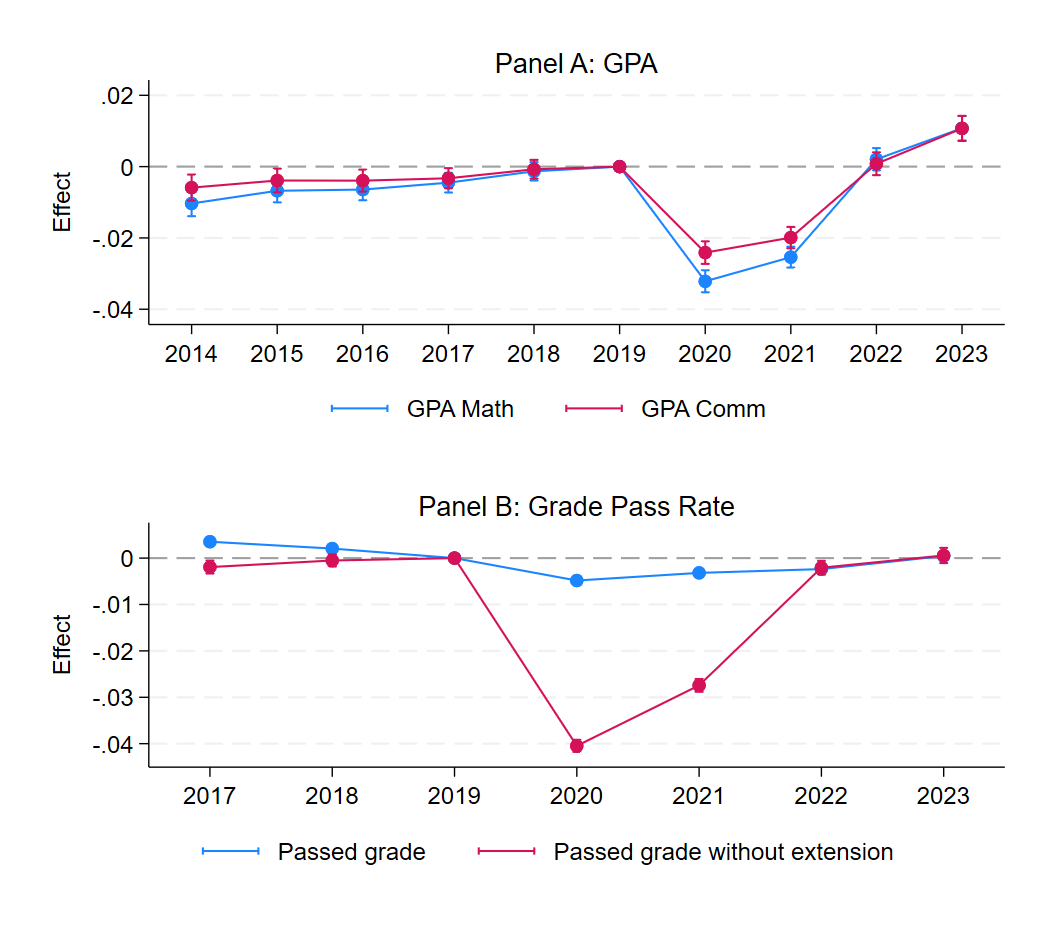 Panel A: GPA
.02
0
-.02
-.04
Effect
2014 2015 2016 2017 2018 2019 2020 2021 2022 2023
GPA Math GPA Comm
Panel B: Grade Pass Rate
0
-.01
-.02
-.03
-.04
Effect
2017 2018 2019 2020 2021 2022 2023
Passed grade Passed grade without extension